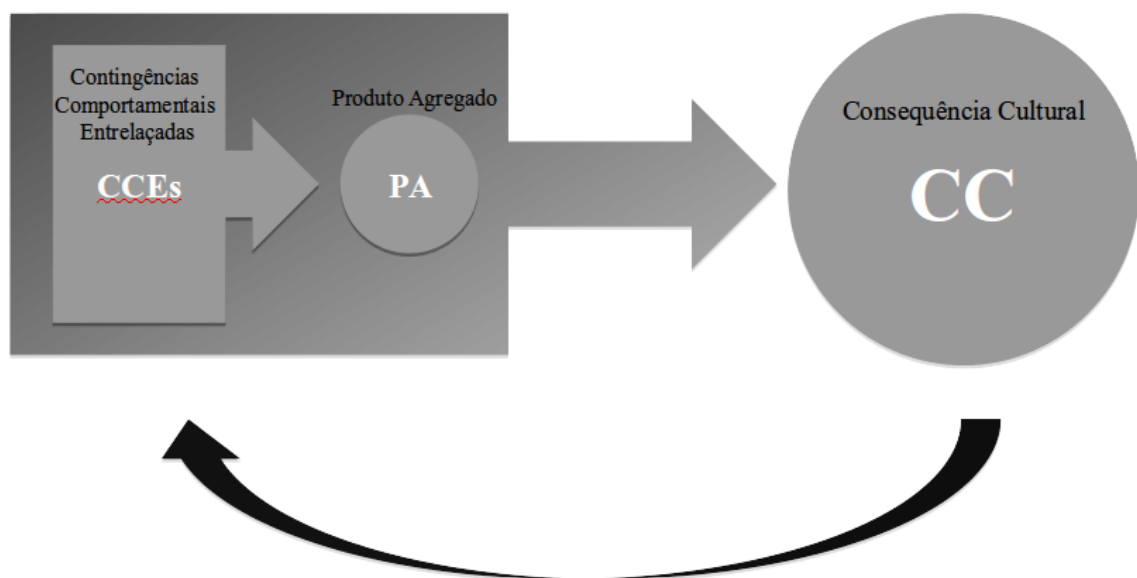 Contingências
Comportamentais
Entrelaçadas
CCEs
Produto Agregado
PA
Consequência Cultural
CC